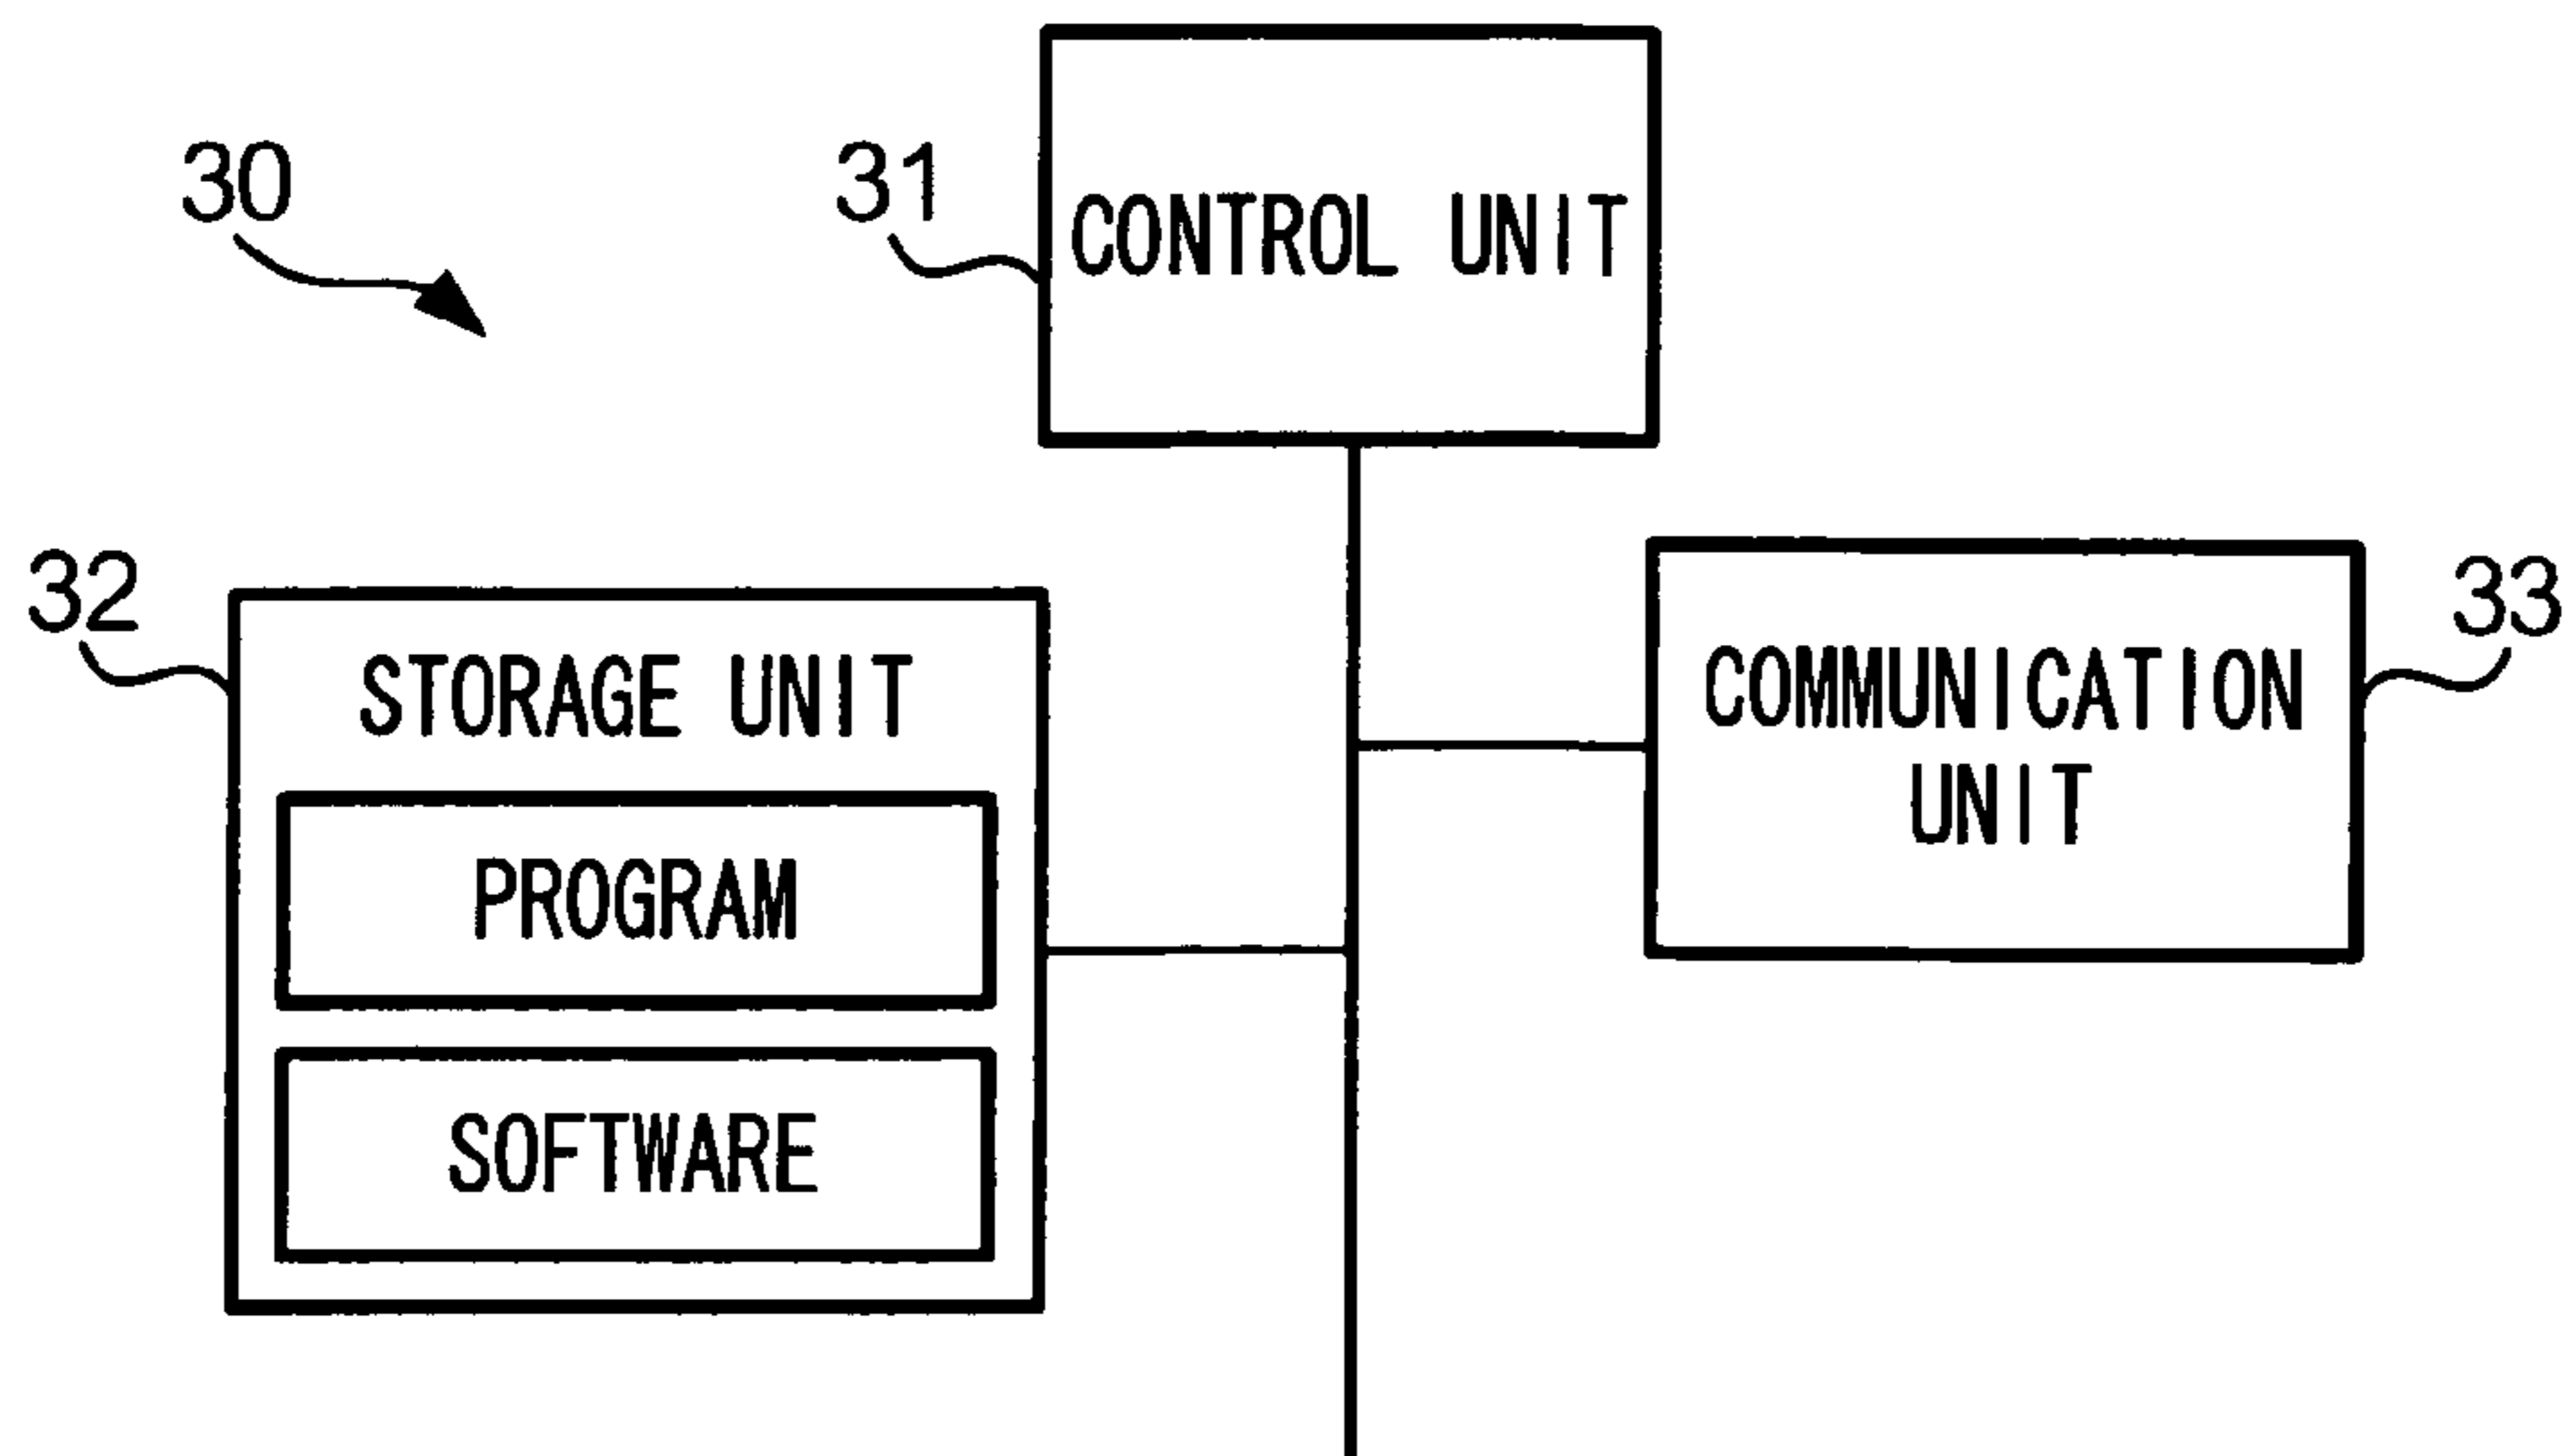 30
31
CONTROL UNIT
32
STORAGE UNIT
PROGRAM
SOFTWARE
COMMUNICATION
UNIT
33